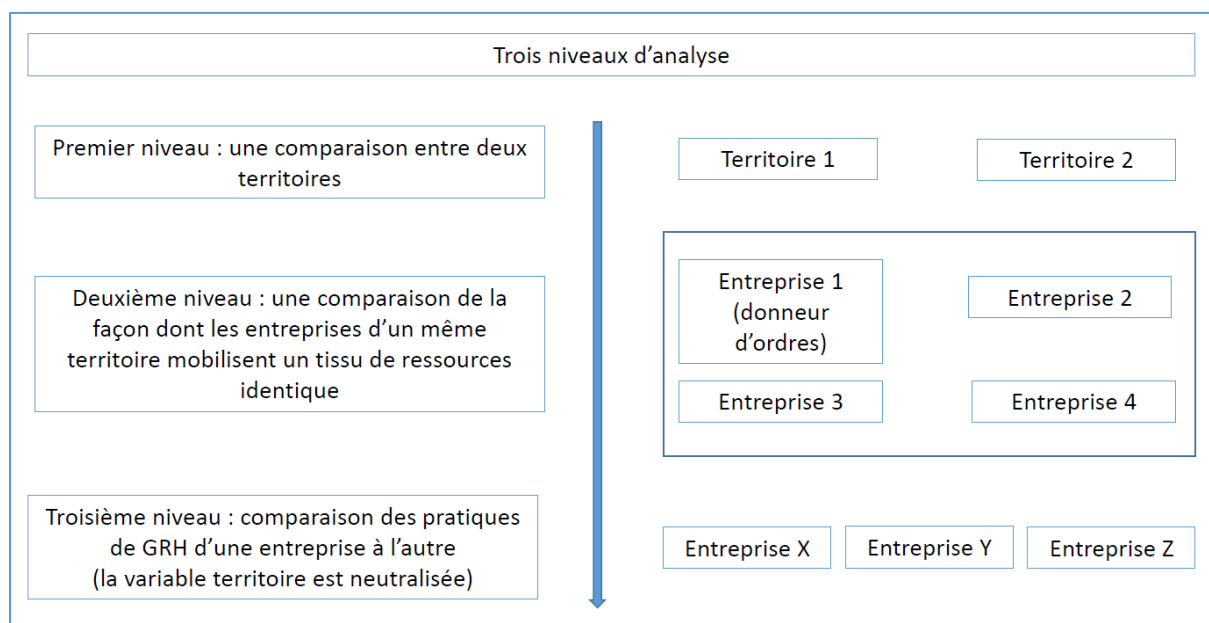 Trois niveaux d’analyse
Premier niveau : une comparaison entre deux
territoires
Territoire 1
Territoire 2
Deuxième niveau : une comparaison de la
façon dont les entreprises d’un même
territoire mobilisent un tissu de ressources
identique
Entreprise 1
(donneur
d’ordres)
Entreprise 2
Entreprise 3
Entreprise 4
Troisième niveau : comparaison des pratiques
de GRH d’une entreprise à l’autre
(la variable territoire est neutralisée)
Entreprise X
Entreprise Y
Entreprise Z